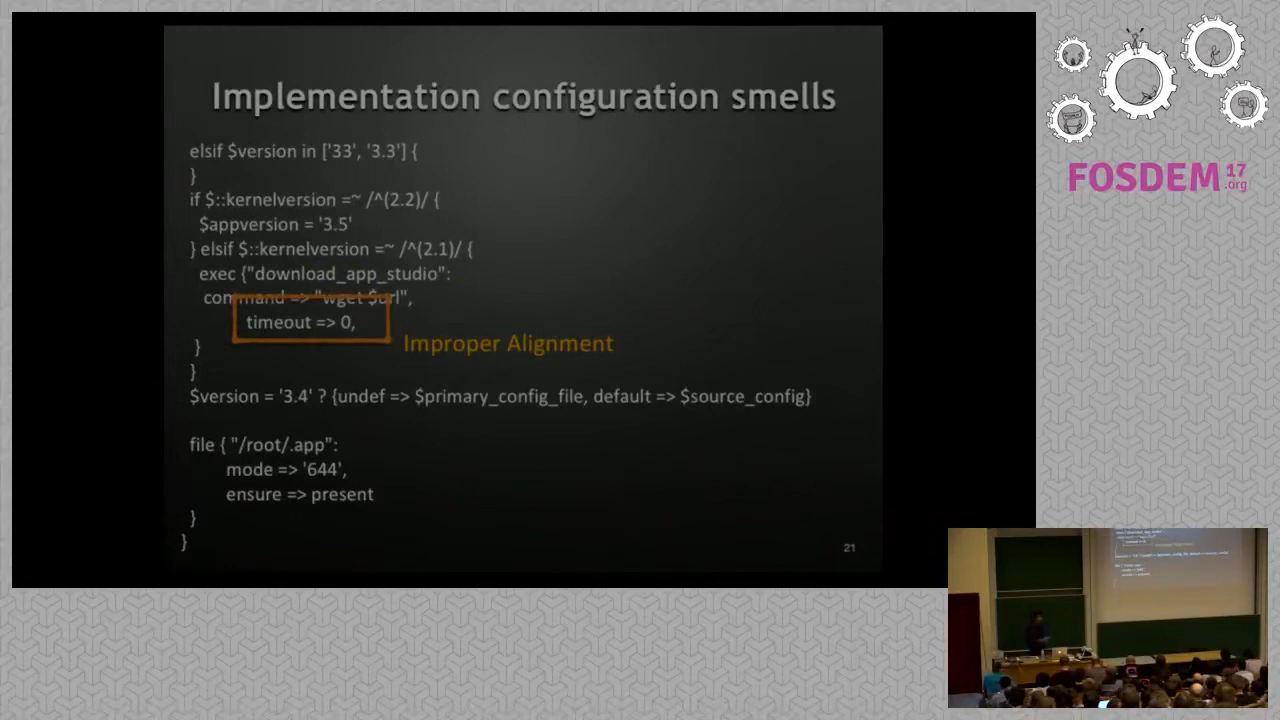 Implementation configuration smells
elsif $version in ['33', '3.3'] {
}
if $::kernelversion =~ /^(2.2)/ {
$appversion = '3.5'
} elsif $::kernelversion =~ /^(2.1)/ {
exec {"download_app_studio":
command => "wget $url",
timeout => 0,
Improper Alignment
}
}
$version = '3.4' ? {undef => $primary_config_file, default => $source_config}
file { "/root/.app":
mode => '644',
ensure => present
}
}
21
FOSDEM 17
.org